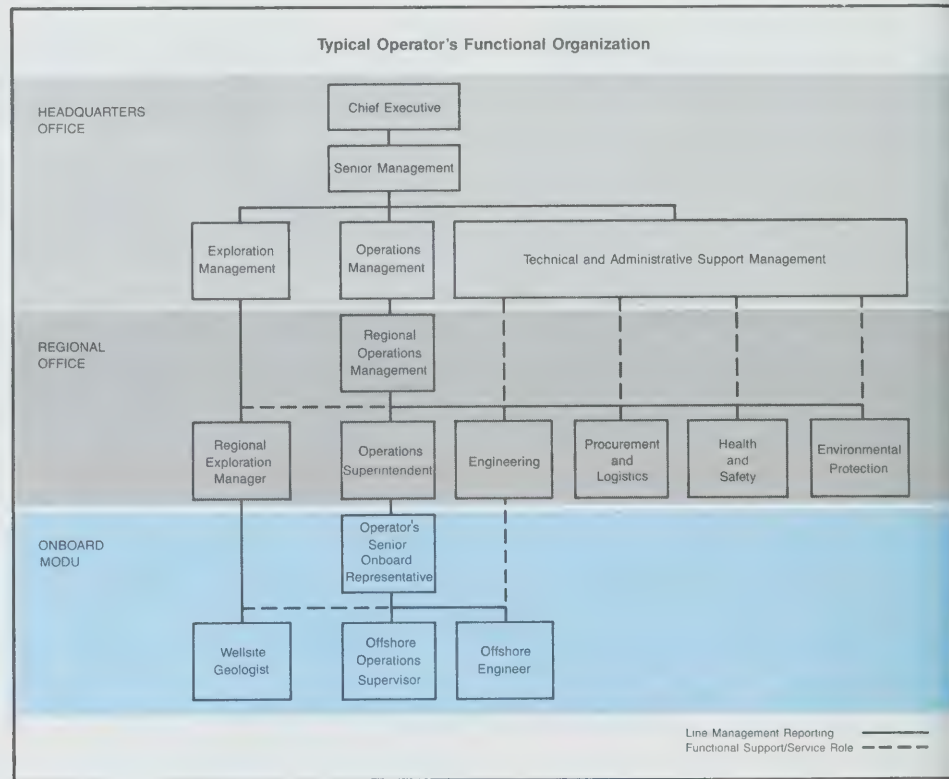 Typical Operator's Functional Organization
HEADQUARTERS
OFFICE
Chief Executive
Senior Management
Exploration
Management
Operations
Management
Technical and Administrative Support Management
REGIONAL
OFFICE
Regional
Operations
Management
Regional
Exploration
Manager
Operations
Superintendent
Engineering
Procurement
and
Logistics
Health
and
Safety
Environmental
Protection
ONBOARD
MODU
Operator's
Senior
Onboard
Representative
Wellsite
Geologist
Offshore
Operations
Supervisor
Offshore
Engineer
Line Management Reporting
Functional Support/Service Role